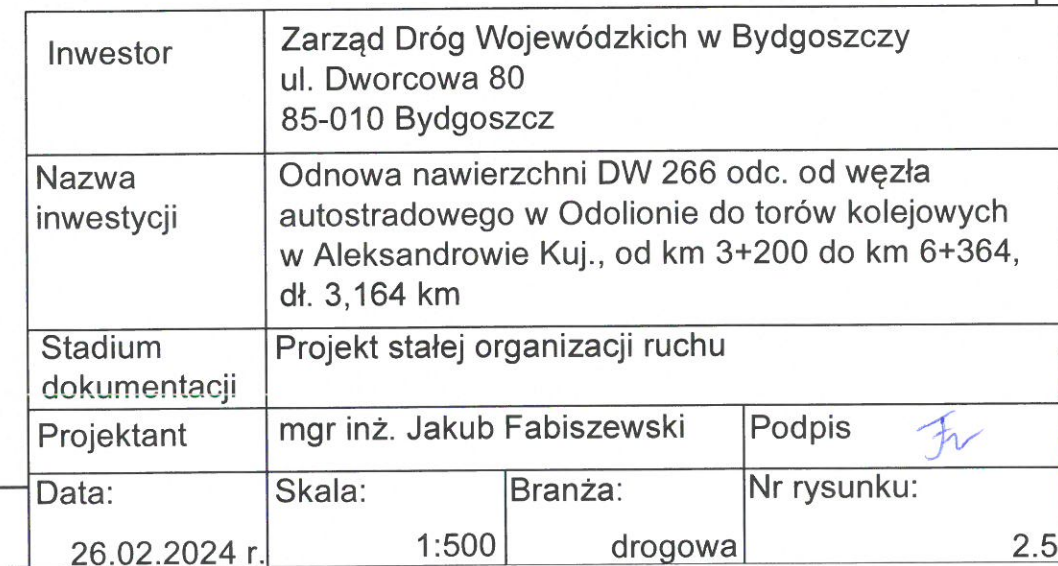 Inwestor
Zarząd Dróg Wojewódzkich w Bydgoszczy
ul. Dworcowa 80
85-010 Bydgoszcz
Nazwa
inwestycji
Odnowa nawierzchni DW 266 odc. od węzła
autostradowego w Odolionie do torów kolejowych
w Aleksandrowie Kuj., od km 3+200 do km 6+364,
dł. 3,164 km
Stadium
dokumentacji
Projekt stałej organizacji ruchu
Projektant
mgr inż. Jakub Fabiszewski
Podpis
Data:
26.02.2024 r.
Skala:
1:500
Branża:
drogowa
Nr rysunku:
2.5